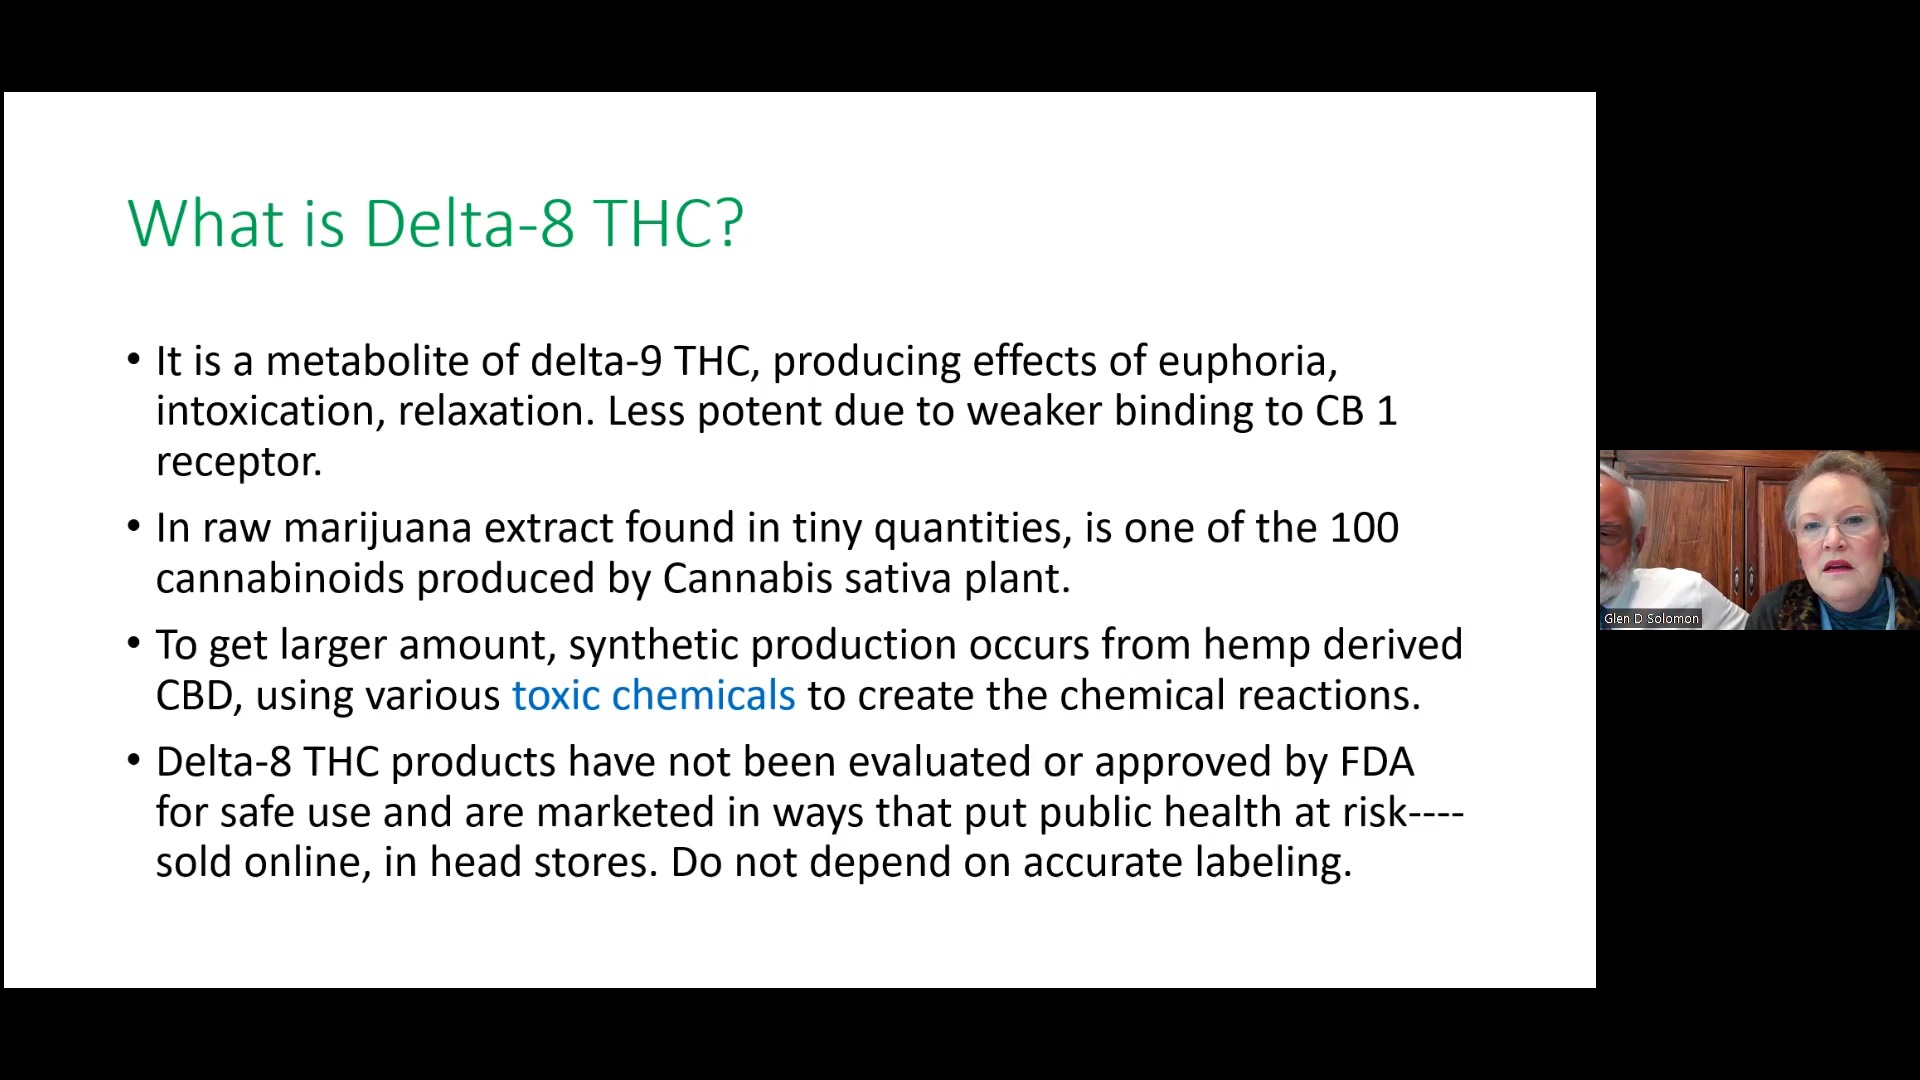 What is Delta-8 THC?
• It is a metabolite of delta-9 THC, producing effects of euphoria,
intoxication, relaxation. Less potent due to weaker binding to CB 1
receptor.
• In raw marijuana extract found in tiny quantities, is one of the 100
cannabinoids produced by Cannabis sativa plant.
• To get larger amount, synthetic production occurs from hemp derived
CBD, using various toxic chemicals to create the chemical reactions.
• Delta-8 THC products have not been evaluated or approved by FDA
for safe use and are marketed in ways that put public health at risk----
sold online, in head stores. Do not depend on accurate labeling.
Glen D Solomon